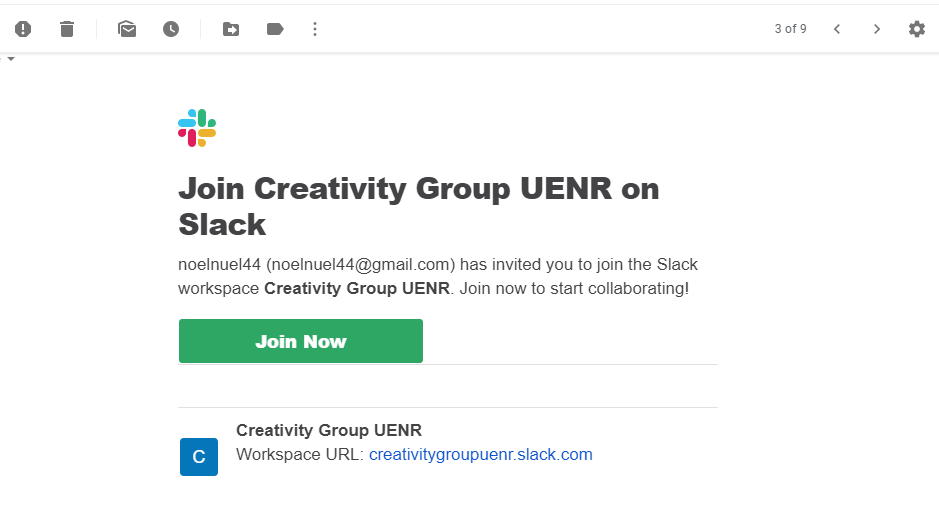 3 of 9
Join Creativity Group UENR on
Slack
noelnuel44 (noelnuel44@gmail.com) has invited you to join the Slack
workspace Creativity Group UENR. Join now to start collaborating!
Join Now
Creativity Group UENR
C
Workspace URL: creativitygroupuenr.slack.com